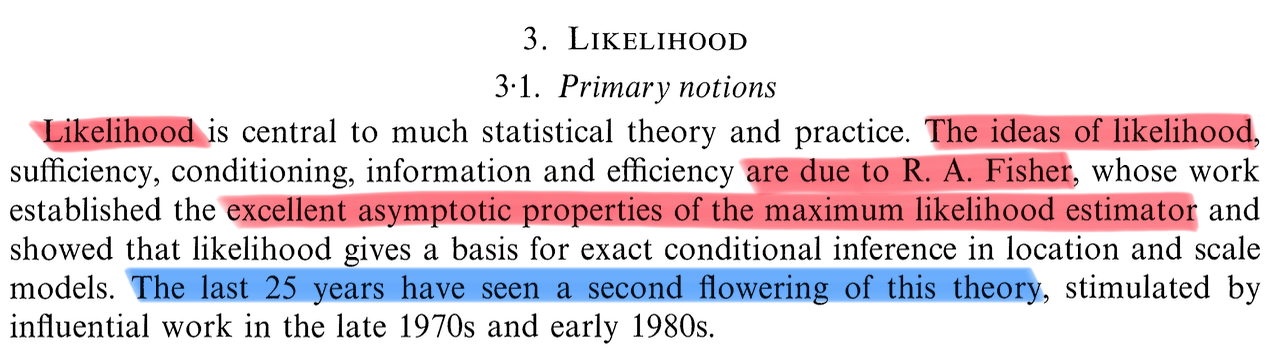 3. LIKELIHOOD
3·1. Primary notions
Likelihood is central to much statistical theory and practice. The ideas of likelihood,
sufficiency, conditioning, information and efficiency are due to R. A. Fisher, whose work
established the excellent asymptotic properties of the maximum likelihood estimator and
showed that likelihood gives a basis for exact conditional inference in location and scale
models. The last 25 years have seen a second flowering of this theory, stimulated by
influential work in the late 1970s and early 1980s.